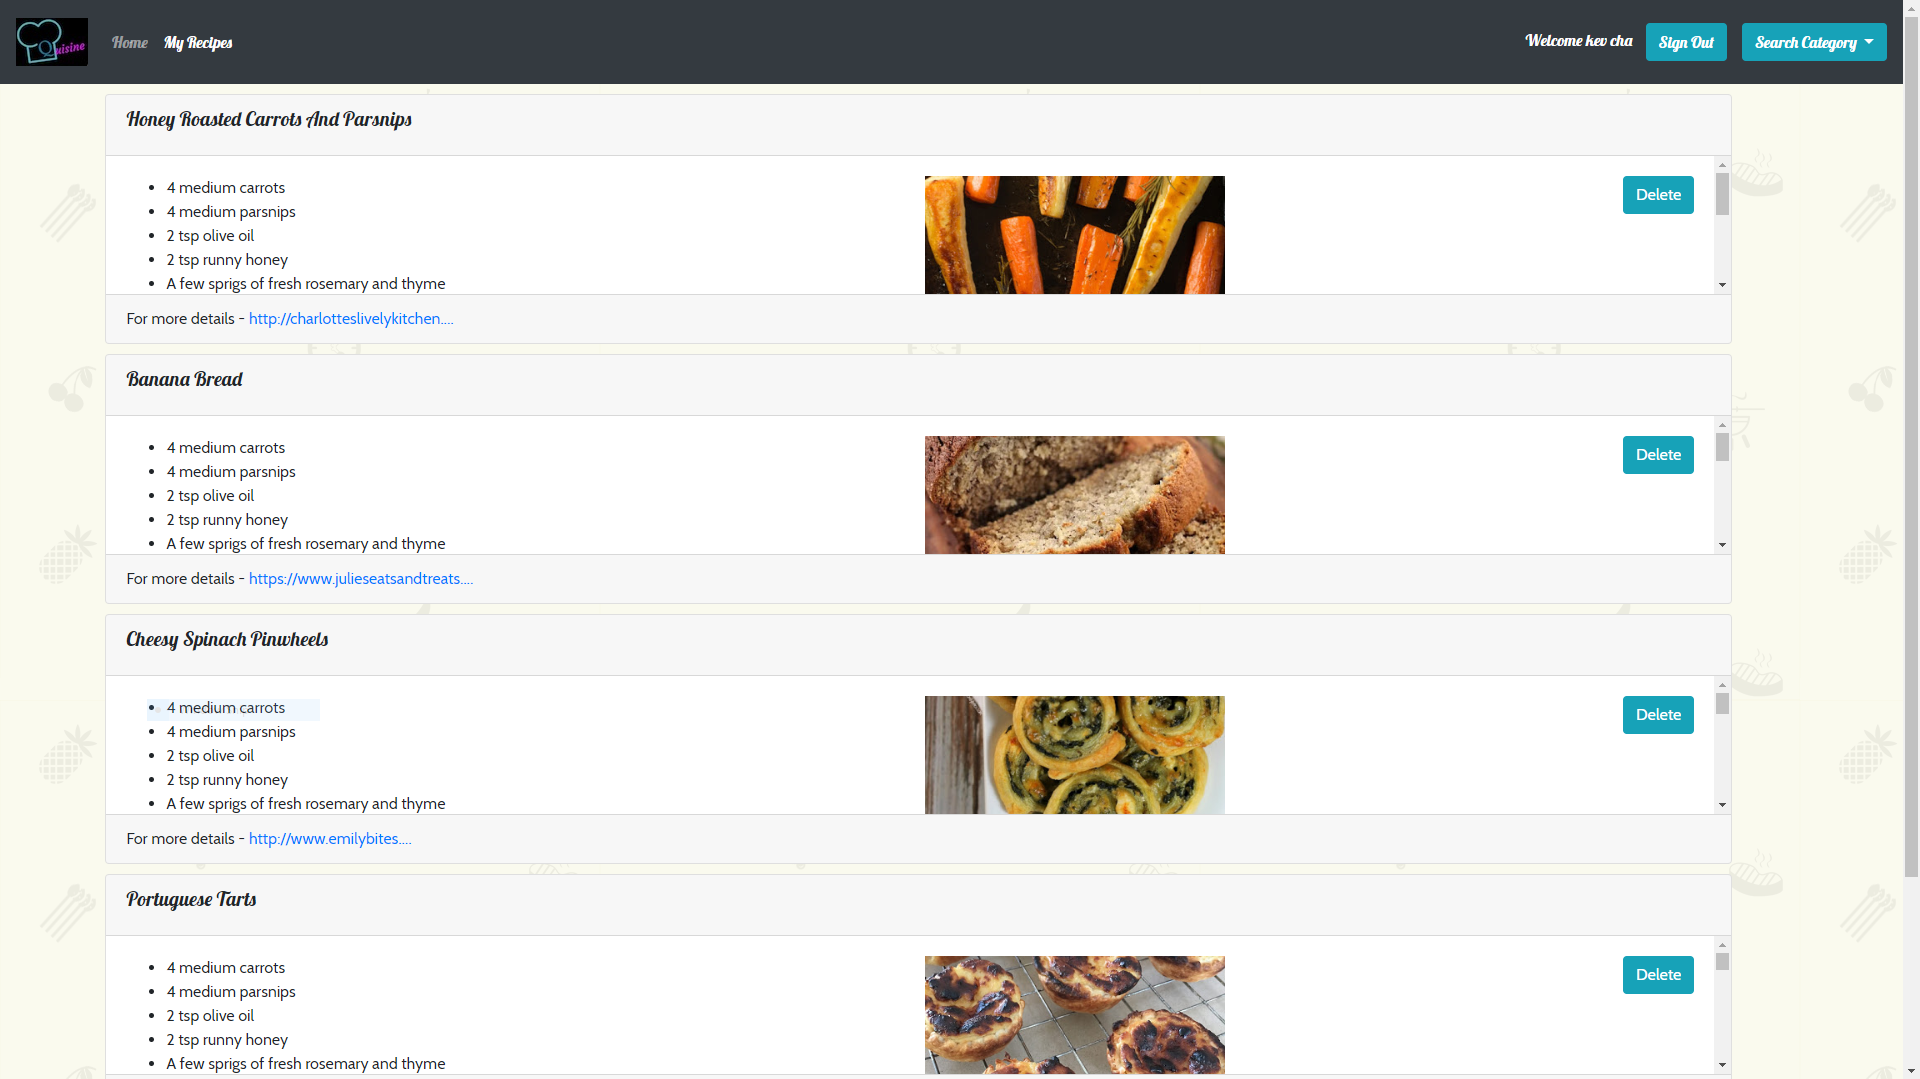 Quisine
Home
My Recipes
Welcome kev cha
Sign Out
Search Category
Honey Roasted Carrots And Parsnips
4 medium carrots
4 medium parsnips
2 tsp olive oil
2 tsp runny honey
A few sprigs of fresh rosemary and thyme
Delete
For more details - http://charlotteslivelykitchen....
Banana Bread
4 medium carrots
4 medium parsnips
2 tsp olive oil
2 tsp runny honey
A few sprigs of fresh rosemary and thyme
Delete
For more details - https://www.julieseatsandtreats....
Cheesy Spinach Pinwheels
4 medium carrots
4 medium parsnips
2 tsp olive oil
2 tsp runny honey
A few sprigs of fresh rosemary and thyme
Delete
For more details - http://www.emilybites....
Portuguese Tarts
4 medium carrots
4 medium parsnips
2 tsp olive oil
2 tsp runny honey
A few sprigs of fresh rosemary and thyme
Delete